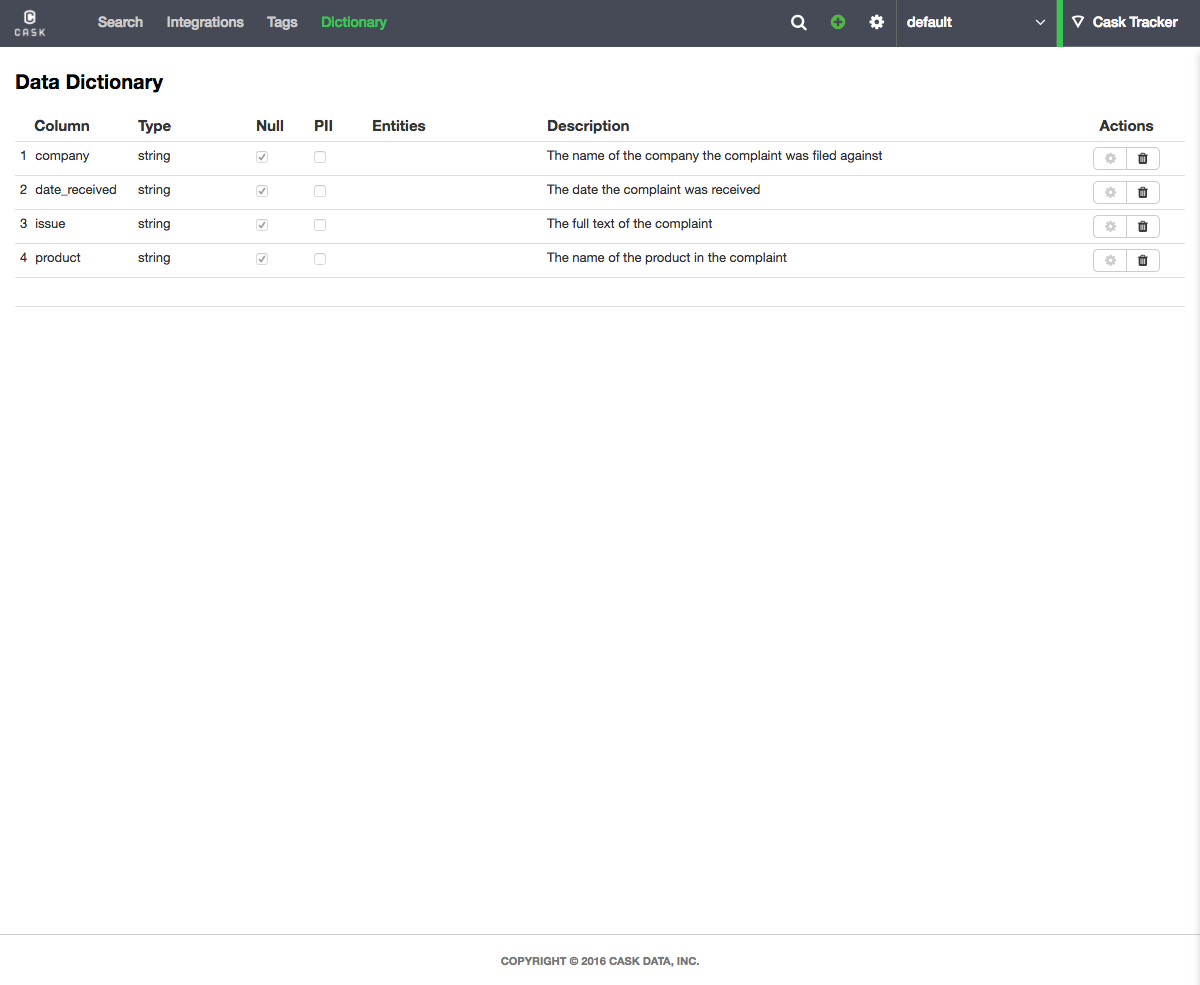 CASK Search Integrations Tags Dictionary default Cask Tracker
Data Dictionary
Column Type Null PII Entities Description Actions
1 company string The name of the company the complaint was filed against
2 date_received string The date the complaint was received
3 issue string The full text of the complaint
4 product string The name of the product in the complaint
COPYRIGHT © 2016 CASK DATA, INC.